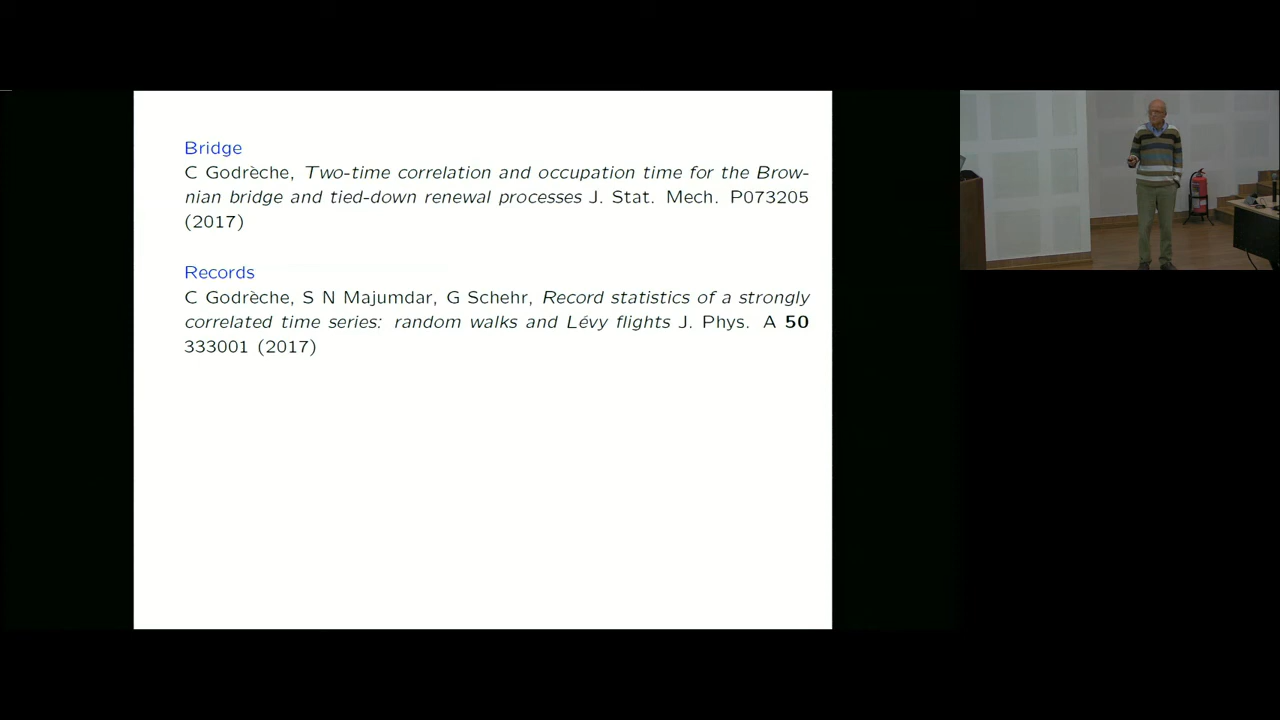 Bridge
C Godrèche, Two-time correlation and occupation time for the Brow-
nian bridge and tied-down renewal processes J. Stat. Mech. P073205
(2017)
Records
C Godrèche, S N Majumdar, G Schehr, Record statistics of a strongly
correlated time series: random walks and Lévy flights J. Phys. A 50
333001 (2017)